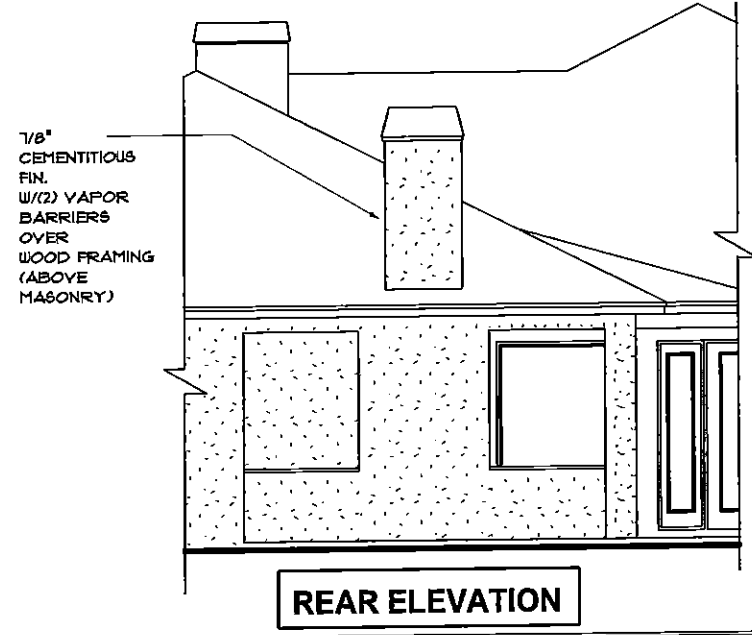 7/8"
CEMENTITIOUS
FIN.
W/(2) VAPOR
BARRIERS
OVER
WOOD FRAMING
(ABOVE
MASONRY)
REAR ELEVATION